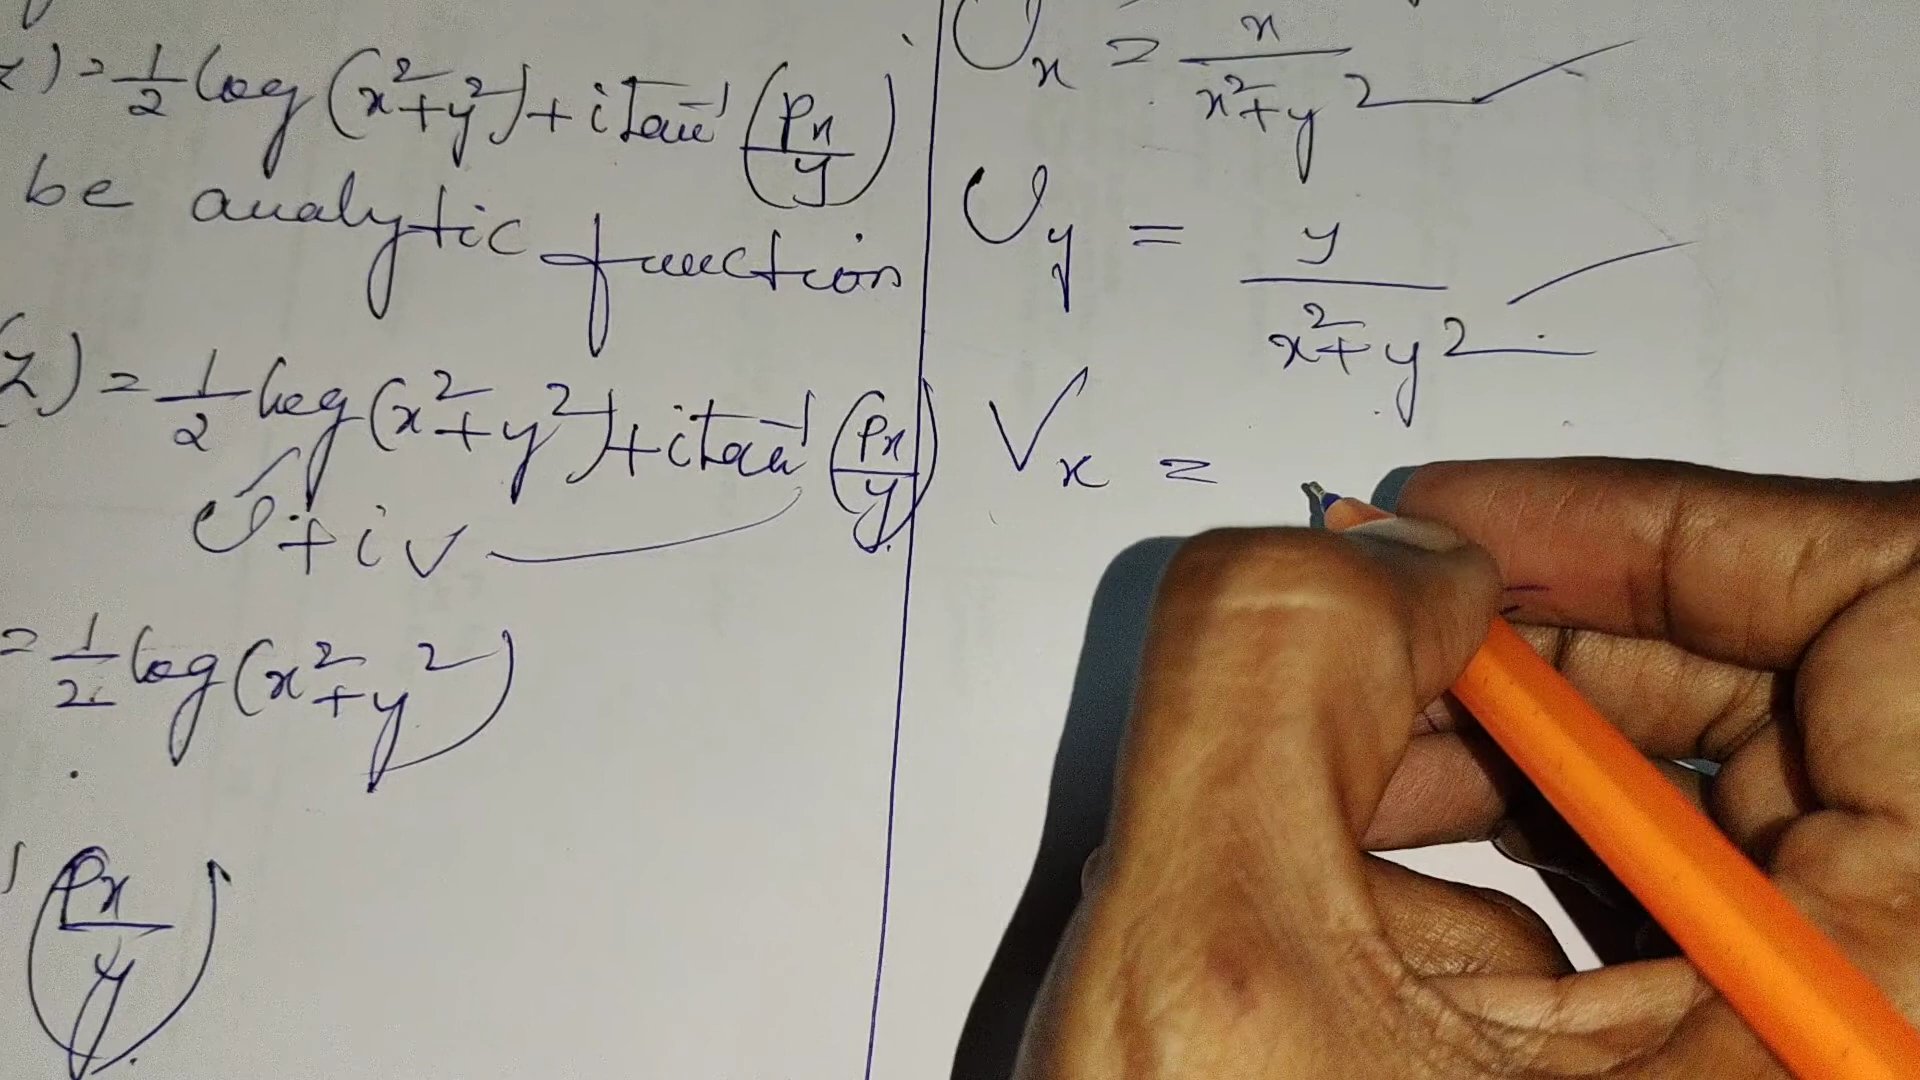 z) = 1/2 log (x²+y²) + i Tan⁻¹ (px/y)
be analytic function
(z) = 1/2 log (x²+y²) + i Tan⁻¹ (px/y)
U + iv
= 1/2 log (x²+y²)
(px/y)
Ux = x/x²+y²
Uy = y/x²+y²
Vx =